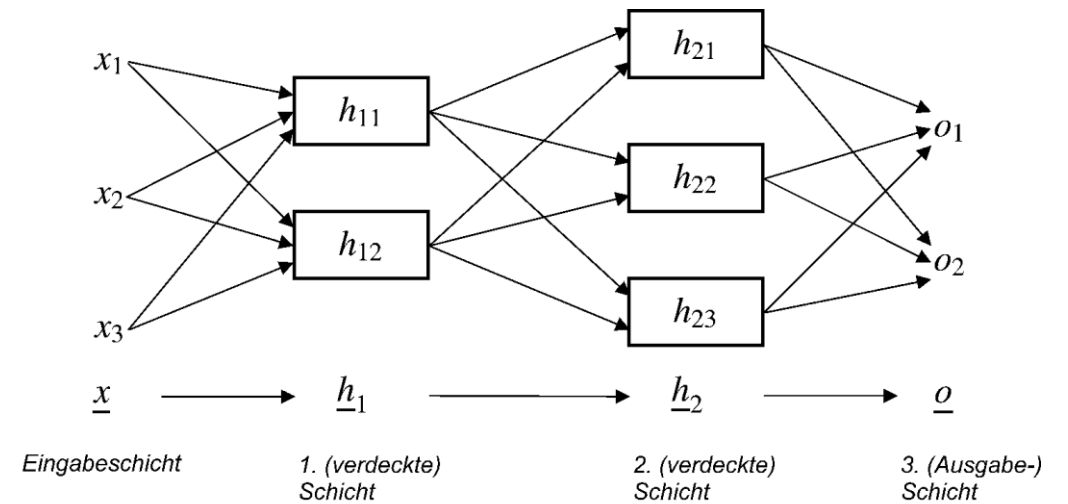 x1
h11
h21
o1
x2
h22
h12
o2
x3
h23
x h1 h2 o
Eingabeschicht 1. (verdeckte) 2. (verdeckte) 3. (Ausgabe-)
Schicht Schicht Schicht